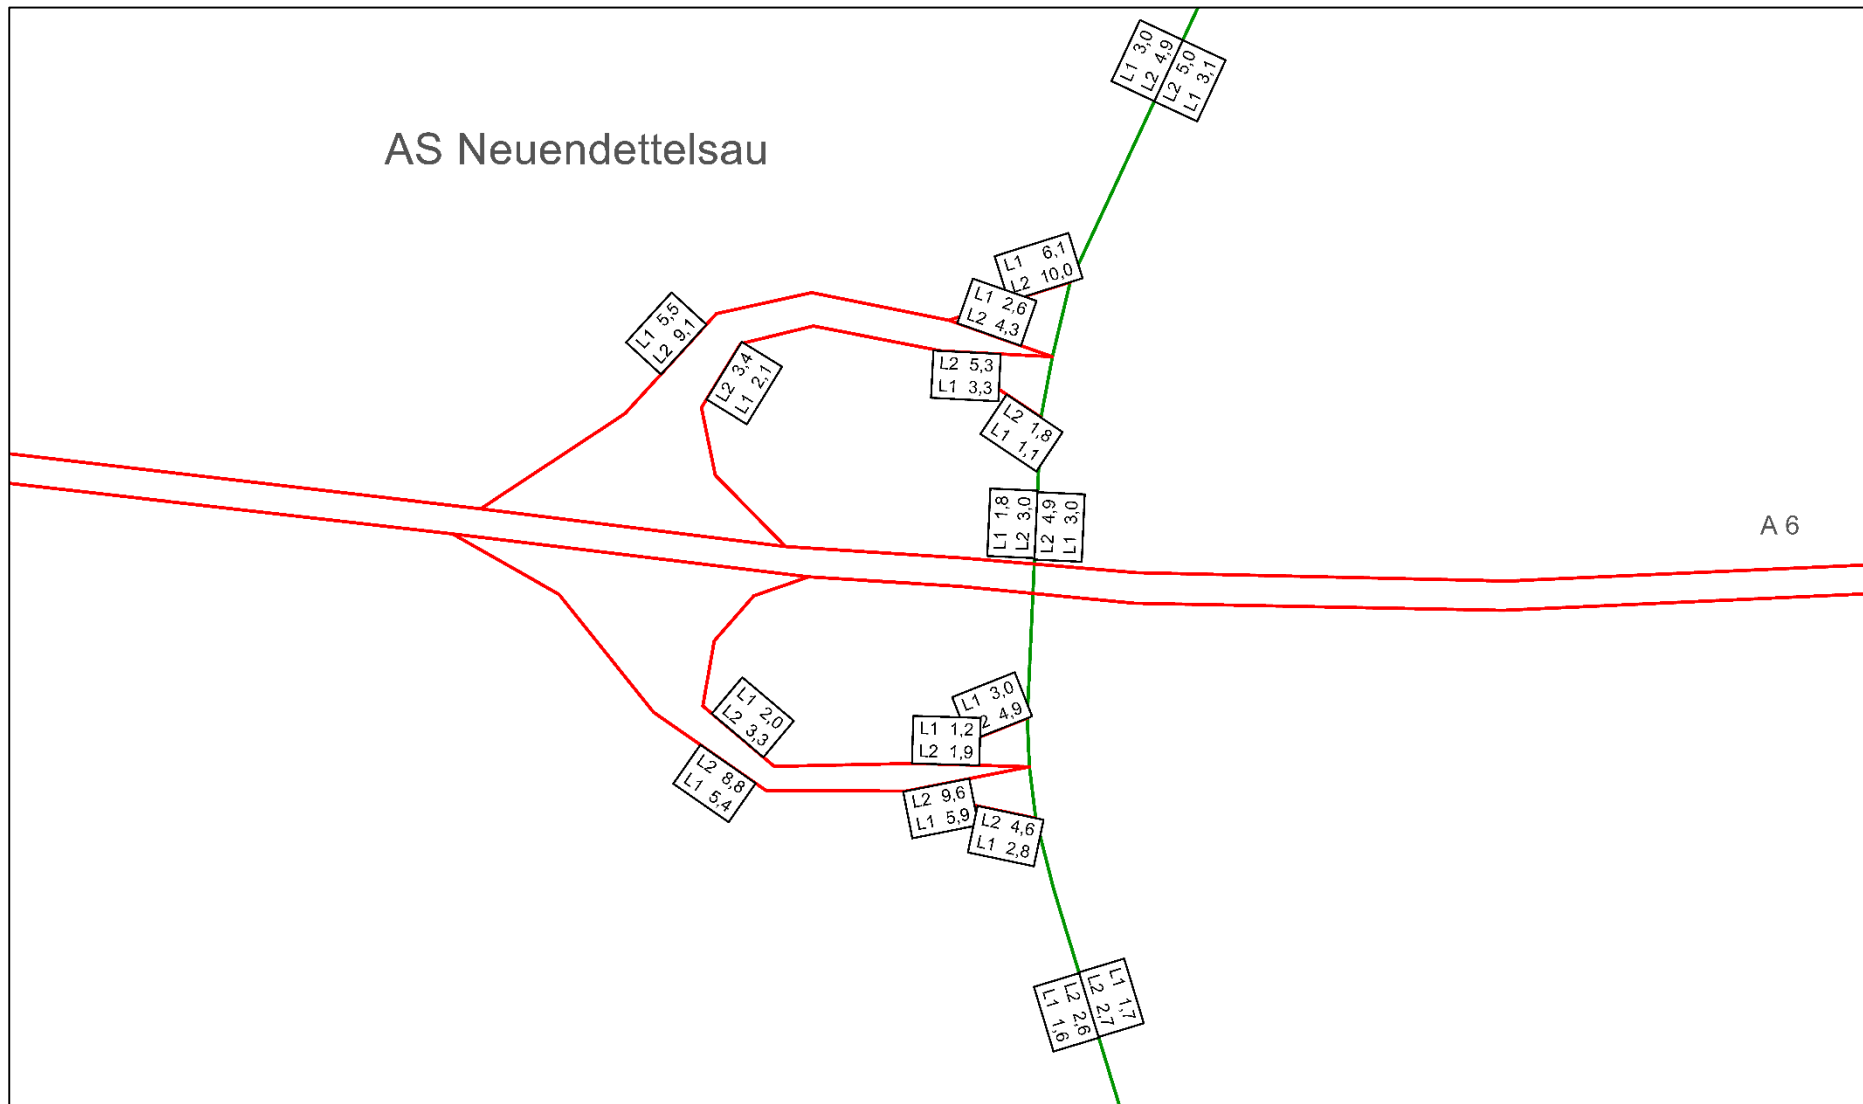 L1 3,0
L2 4,9
L2 5,0
L1 3,1
AS Neuendettelsau
L1 6,1
L2 10,0
L1 2,6
L2 4,3
L1 5,5
L2 9,1
L2 3,4
L1 2,1
L2 5,3
L1 3,3
L2 1,8
L1 1,1
L1 1,8
L2 3,0
L2 4,9
L1 3,0
A 6
L1 3,0
2 4,9
L1 2,0
L2 3,3
L1 1,2
L2 1,9
L2 8,8
L1 5,4
L2 9,6
L1 5,9
L2 4,6
L1 2,8
L1 1,7
L2 2,7
L2 2,6
L1 1,6